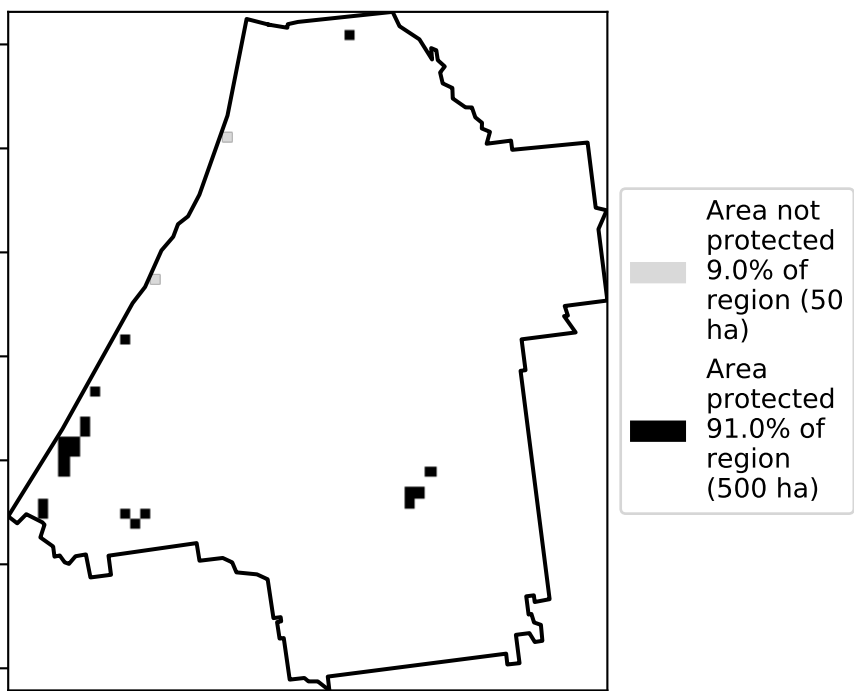 Area not
protected
9.0% of
region (50
ha)
Area
protected
91.0% of
region
(500 ha)